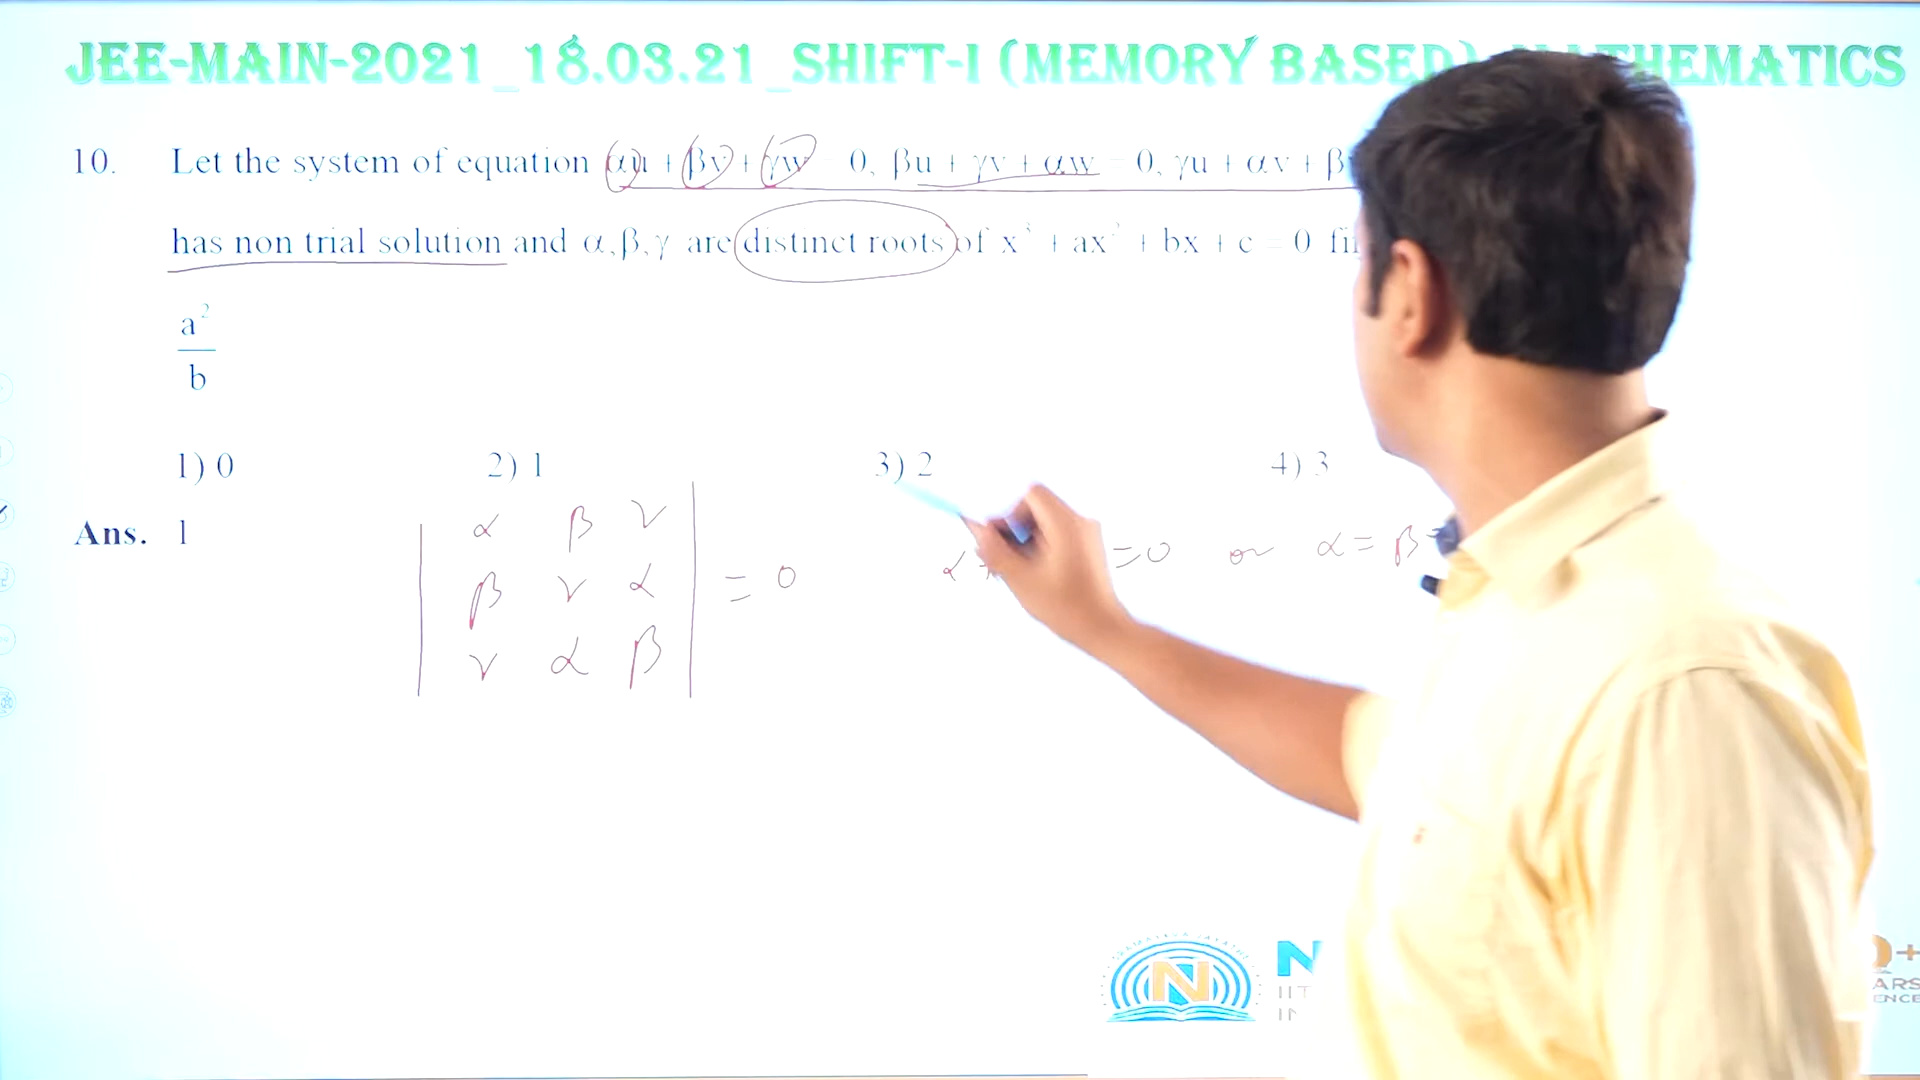 JEE-MAIN-2021_18.03.21_SHIFT-I (MEMORY BASED) MATHEMATICS
10. Let the system of equation αu + βv + γw = 0, βu + γv + αw = 0, γu + αv + β
has non trial solution and α,β,γ are distinct roots of x³ + ax² + bx + c = 0
a²
b
1) 0 2) 1 3) 2 4) 3
Ans. 1
α β γ
β γ α = 0
γ α β
α = 0 or α = β
N